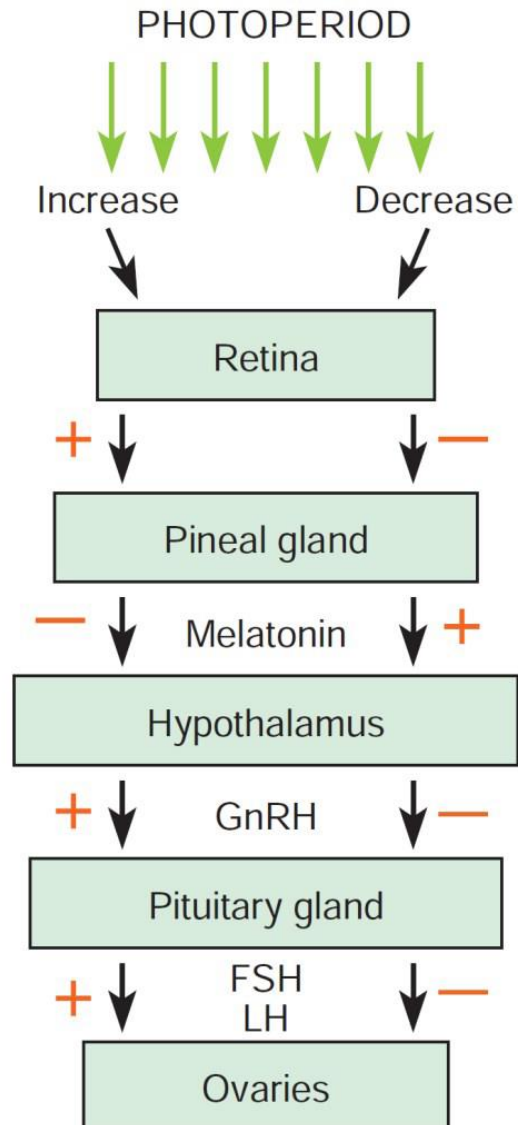 PHOTOPERIOD
Increase Decrease
Retina
+ —
Pineal gland
— Melatonin +
Hypothalamus
+ GnRH —
Pituitary gland
+ FSH —
LH
Ovaries